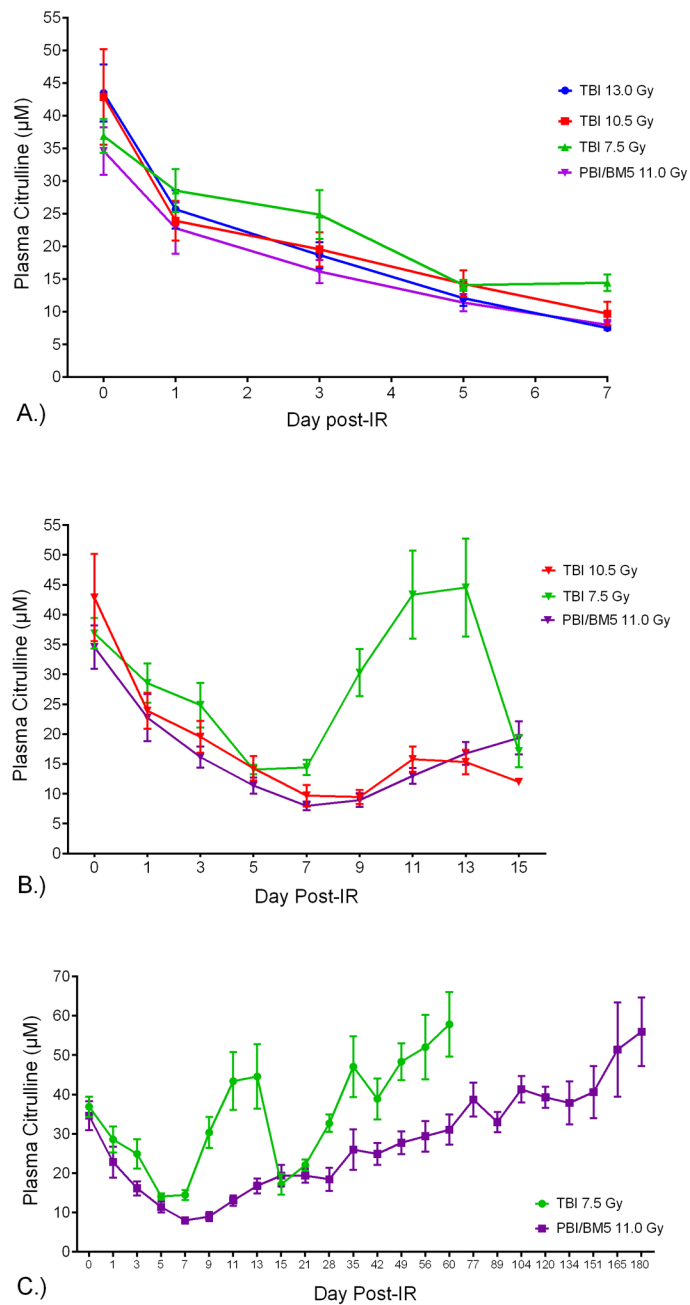 55
50
45
40
35
30
25
20
15
10
5
0
Plasma Citrulline (µM)
TBI 13.0 Gy
TBI 10.5 Gy
TBI 7.5 Gy
PBI/BM5 11.0 Gy
0 1 2 3 4 5 6 7
Day post-IR
A.)
55
50
45
40
35
30
25
20
15
10
5
0
Plasma Citrulline (µM)
TBI 10.5 Gy
TBI 7.5 Gy
PBI/BM5 11.0 Gy
0 1 3 5 7 9 11 13 15
Day Post-IR
B.)
70
60
50
40
30
20
10
0
Plasma Citrulline (µM)
TBI 7.5 Gy
PBI/BM5 11.0 Gy
0 1 3 5 7 9 11 13 15 21 28 35 42 49 56 60 77 89 104 120 134 151 165 180
Day Post-IR
C.)